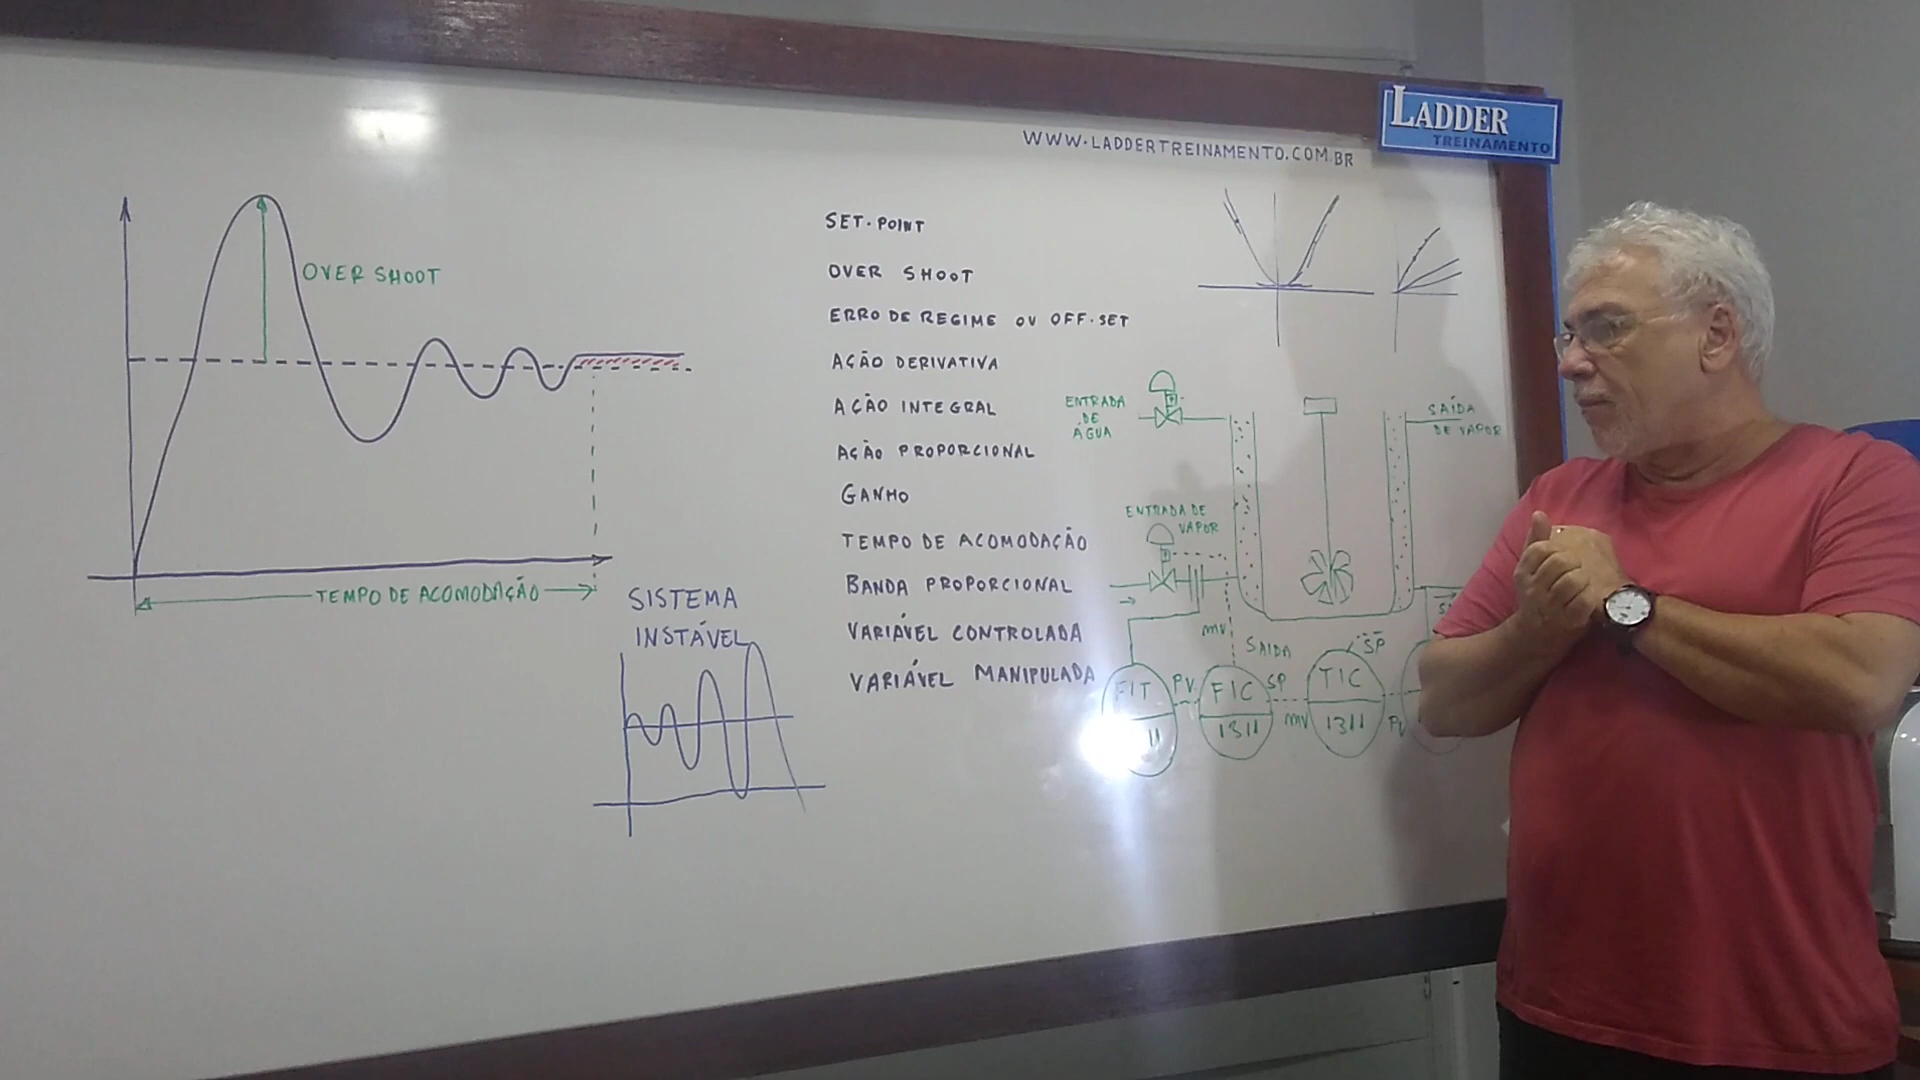 LADDER
TREINAMENTO
WWW.LADDERTREINAMENTO.COM.BR
OVER SHOOT
TEMPO DE ACOMODAÇÃO
SISTEMA
INSTÁVEL
SET-POINT
OVER SHOOT
ERRO DE REGIME OU OFF-SET
AÇÃO DERIVATIVA
AÇÃO INTEGRAL
AÇÃO PROPORCIONAL
GANHO
TEMPO DE ACOMODAÇÃO
BANDA PROPORCIONAL
VARIÁVEL CONTROLADA
VARIÁVEL MANIPULADA
ENTRADA
DE
ÁGUA
SAÍDA
DE VAPOR
ENTRADA DE
VAPOR
MV
SAIDA
SP
FIT
PV
FIC
1311
SP
MV
TIC
1311
PV